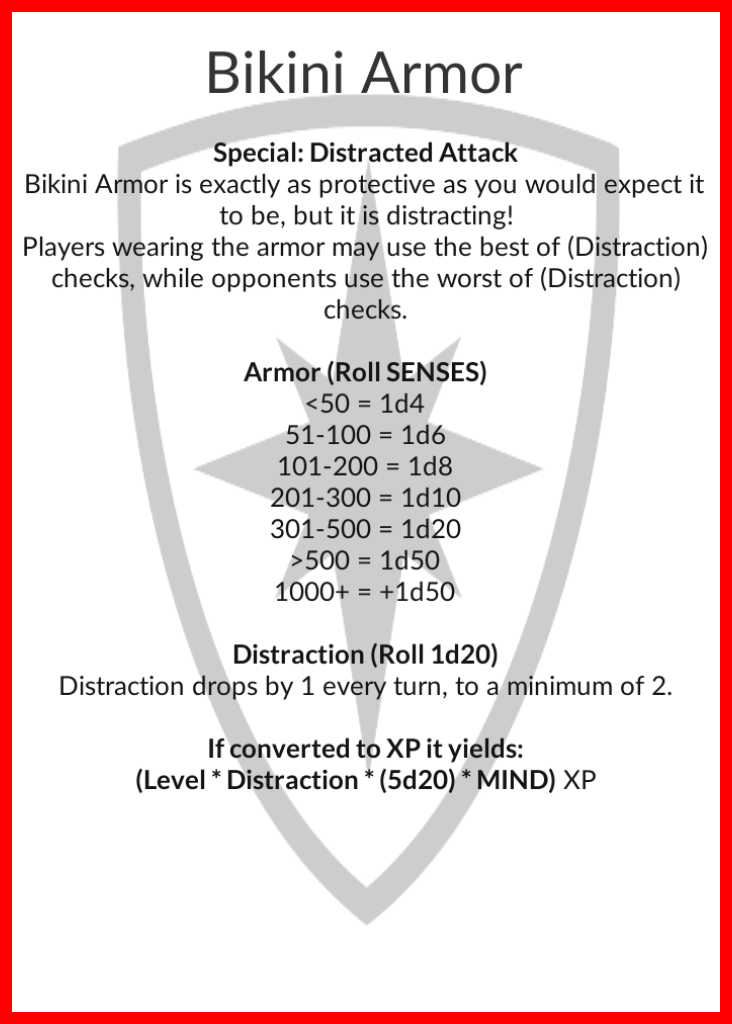 Bikini Armor
Special: Distracted Attack
Bikini Armor is exactly as protective as you would expect it
to be, but it is distracting!
Players wearing the armor may use the best of (Distraction)
checks, while opponents use the worst of (Distraction)
checks.
Armor (Roll SENSES)
<50 = 1d4
51-100 = 1d6
101-200 = 1d8
201-300 = 1d10
301-500 = 1d20
>500 = 1d50
1000+ = +1d50
Distraction (Roll 1d20)
Distraction drops by 1 every turn, to a minimum of 2.
If converted to XP it yields:
(Level * Distraction * (5d20) * MIND) XP